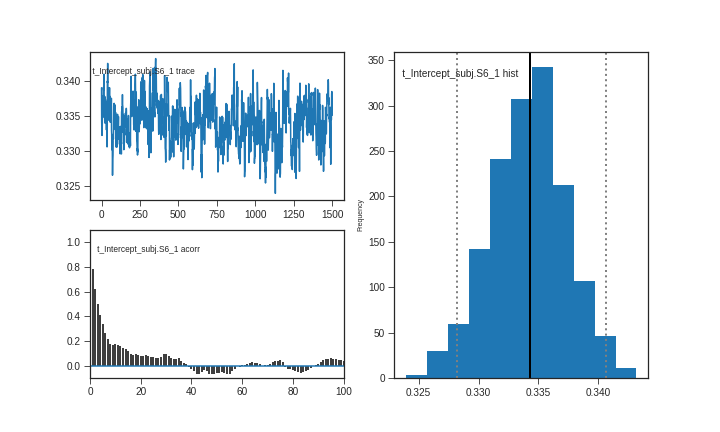 t_Intercept_subj.S6_1 trace
0.340
0.335
0.330
0.325
0 250 500 750 1000 1250 1500
t_Intercept_subj.S6_1 acorr
1.0
0.8
0.6
0.4
0.2
0.0
0 20 40 60 80 100
t_Intercept_subj.S6_1 hist
Frequency
350
300
250
200
150
100
50
0
0.325 0.330 0.335 0.340